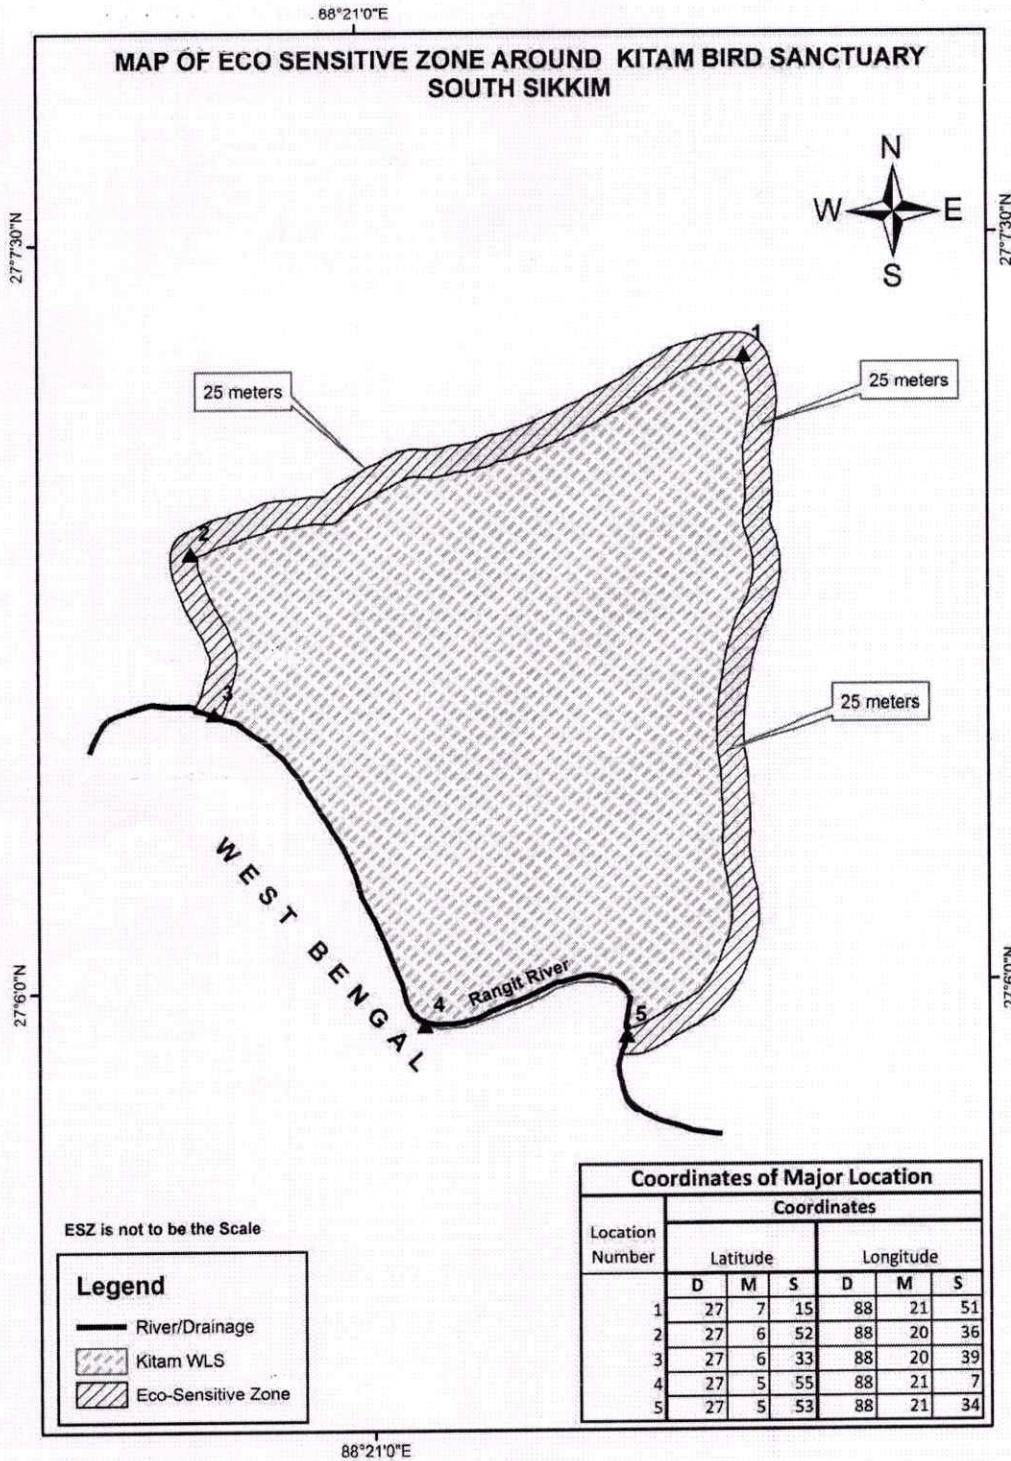 88°21'0"E
MAP OF ECO SENSITIVE ZONE AROUND KITAM BIRD SANCTUARY
SOUTH SIKKIM
N
W E
S
27°7'30"N
27°7'30"N
1
25 meters
25 meters
2
25 meters
3
WEST BENGAL
Rangit River
4
5
27°6'0"N
27°6'0"N
ESZ is not to be the Scale
Legend
River/Drainage
Kitam WLS
Eco-Sensitive Zone
Coordinates of Major Location
Location Number Coordinates
Latitude Longitude
D M S D M S
1 27 7 15 88 21 51
2 27 6 52 88 20 36
3 27 6 33 88 20 39
4 27 5 55 88 21 7
5 27 5 53 88 21 34
88°21'0"E